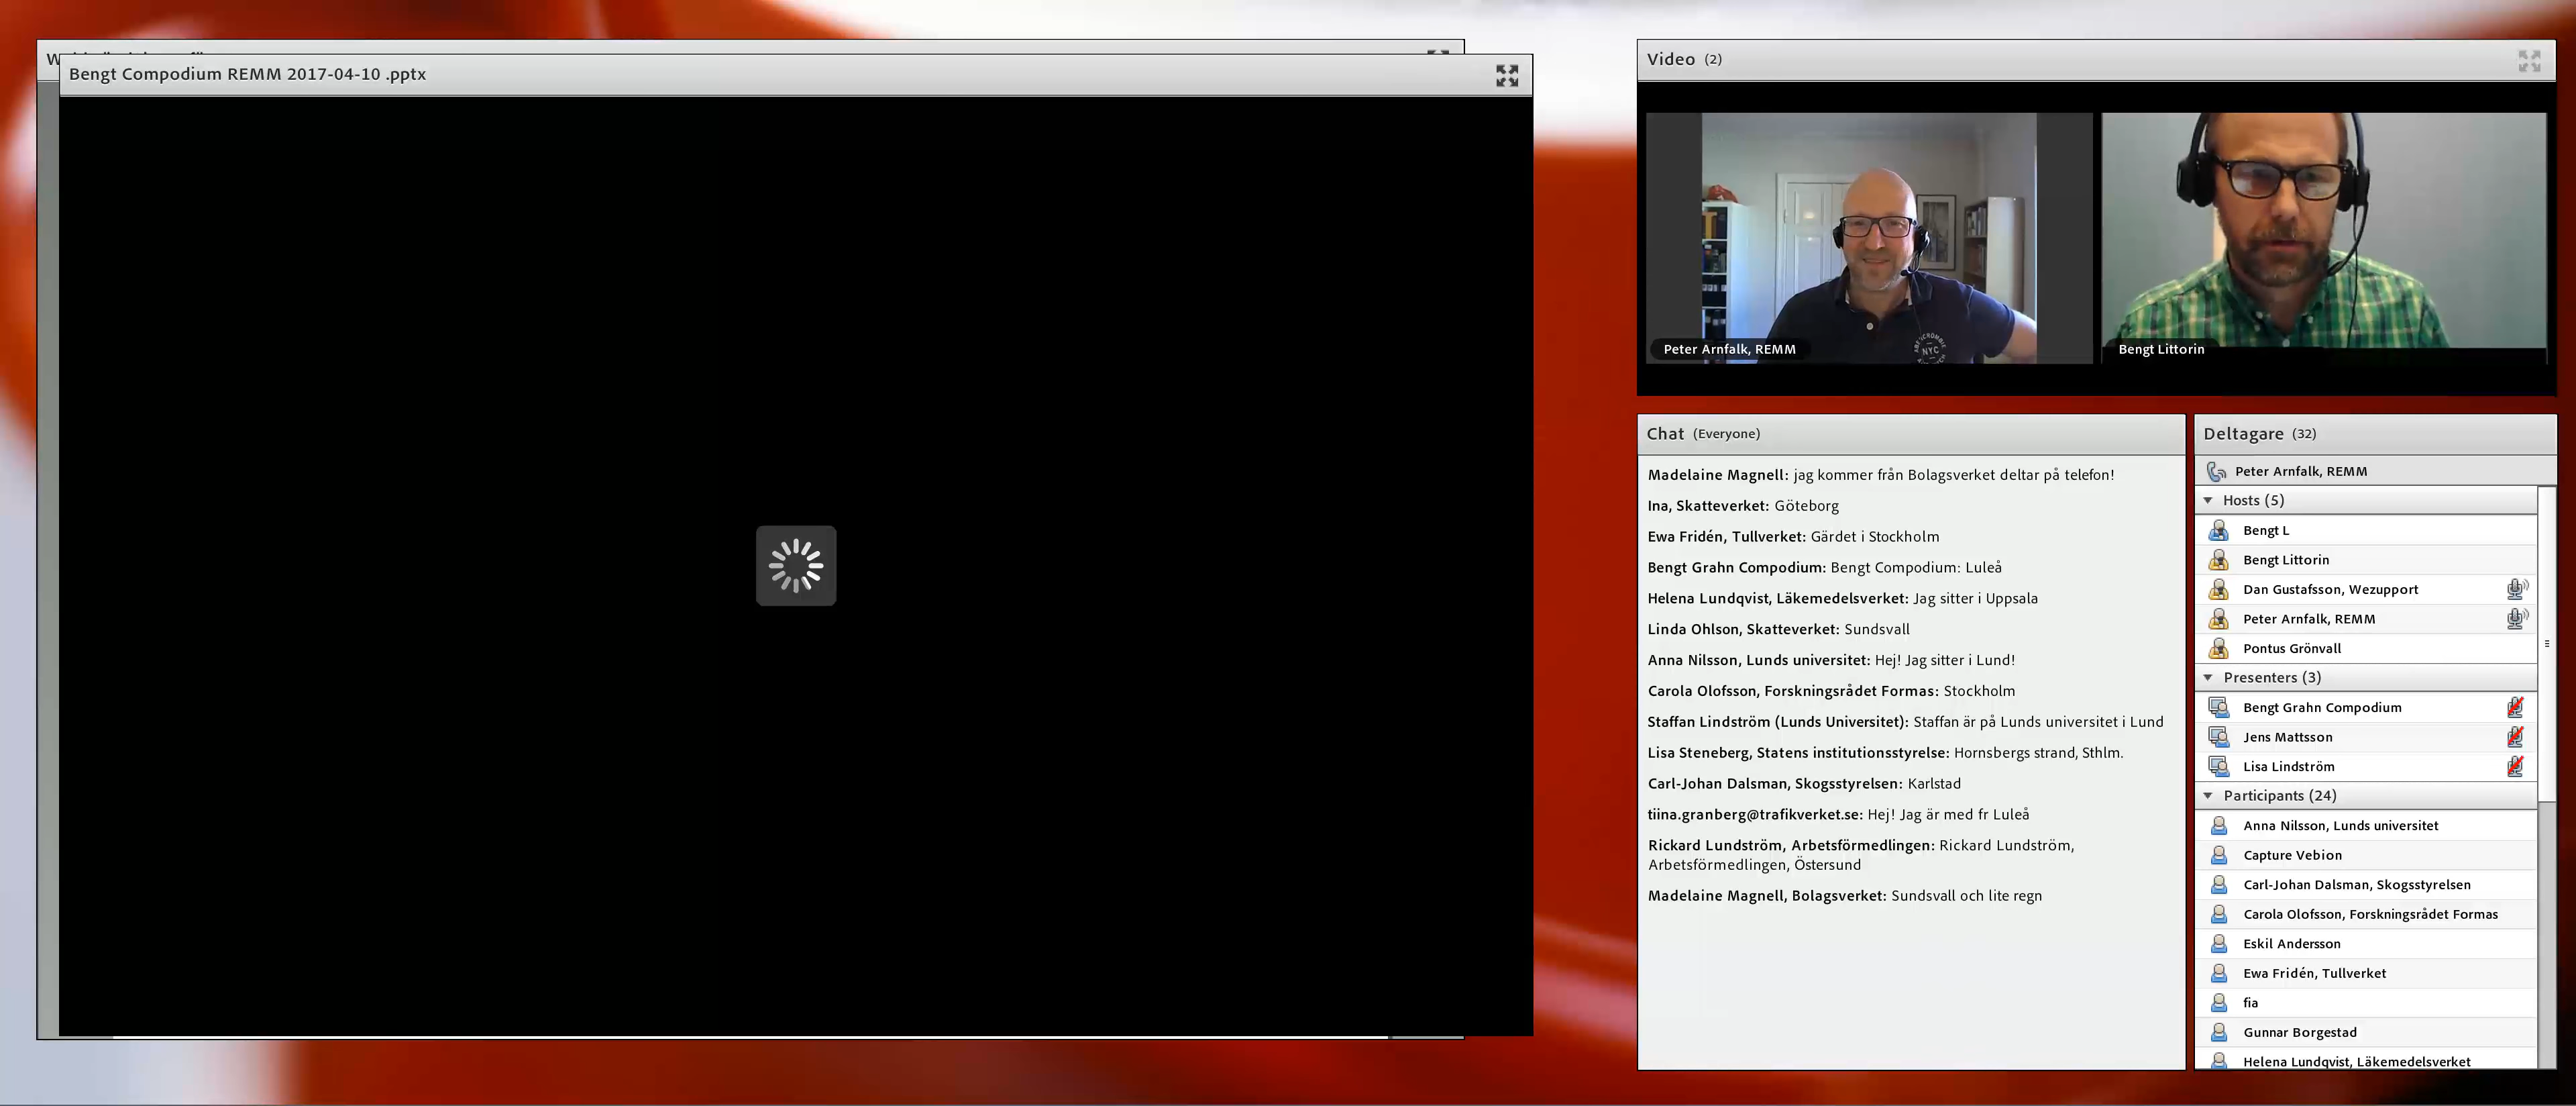 Bengt Compodium REMM 2017-04-10 .pptx
Video (2)
NYC
Peter Arnfalk, REMM
Bengt Littorin
Chat (Everyone)
Madelaine Magnell: jag kommer från Bolagsverket deltar på telefon!
Ina, Skatteverket: Göteborg
Ewa Fridén, Tullverket: Gärdet i Stockholm
Bengt Grahn Compodium: Bengt Compodium: Luleå
Helena Lundqvist, Läkemedelsverket: Jag sitter i Uppsala
Linda Ohlson, Skatteverket: Sundsvall
Anna Nilsson, Lunds universitet: Hej! Jag sitter i Lund!
Carola Olofsson, Forskningsrådet Formas: Stockholm
Staffan Lindström (Lunds Universitet): Staffan är på Lunds universitet i Lund
Lisa Steneberg, Statens institutionsstyrelse: Hornsbergs strand, Sthlm.
Carl-Johan Dalsman, Skogsstyrelsen: Karlstad
tiina.granberg@trafikverket.se: Hej! Jag är med fr Luleå
Rickard Lundström, Arbetsförmedlingen: Rickard Lundström,
Arbetsförmedlingen, Östersund
Madelaine Magnell, Bolagsverket: Sundsvall och lite regn
Deltagare (32)
Peter Arnfalk, REMM
Hosts (5)
Bengt L
Bengt Littorin
Dan Gustafsson, Wezupport
Peter Arnfalk, REMM
Pontus Grönvall
Presenters (3)
Bengt Grahn Compodium
Jens Mattsson
Lisa Lindström
Participants (24)
Anna Nilsson, Lunds universitet
Capture Vebion
Carl-Johan Dalsman, Skogsstyrelsen
Carola Olofsson, Forskningsrådet Formas
Eskil Andersson
Ewa Fridén, Tullverket
fia
Gunnar Borgestad
Helena Lundqvist, Läkemedelsverket